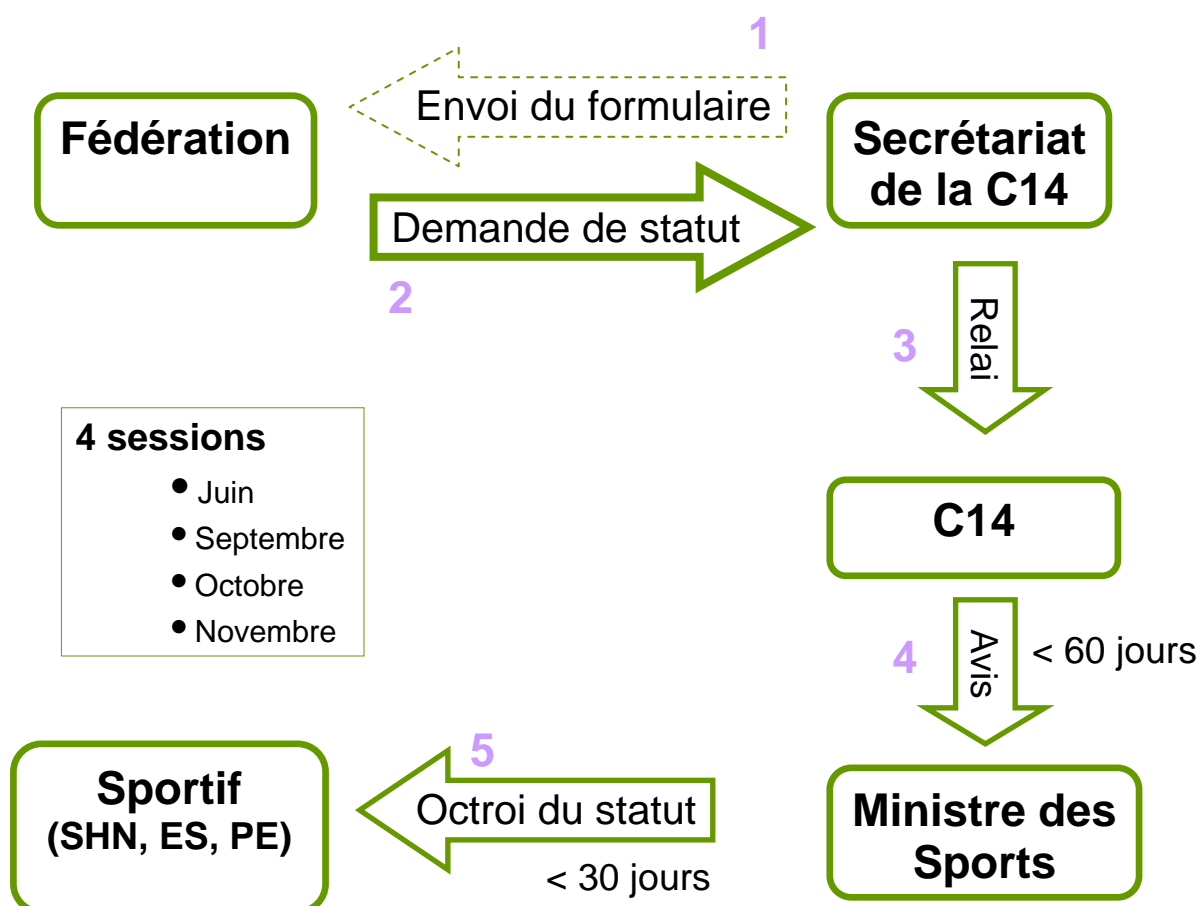 1
Envoi du formulaire
Fédération
Secrétariat
de la C14
Demande de statut
2
3
Relai
4 sessions
• Juin
• Septembre
• Octobre
• Novembre
C14
4
Avis
< 60 jours
5
Sportif
(SHN, ES, PE)
Octroi du statut
< 30 jours
Ministre des
Sports